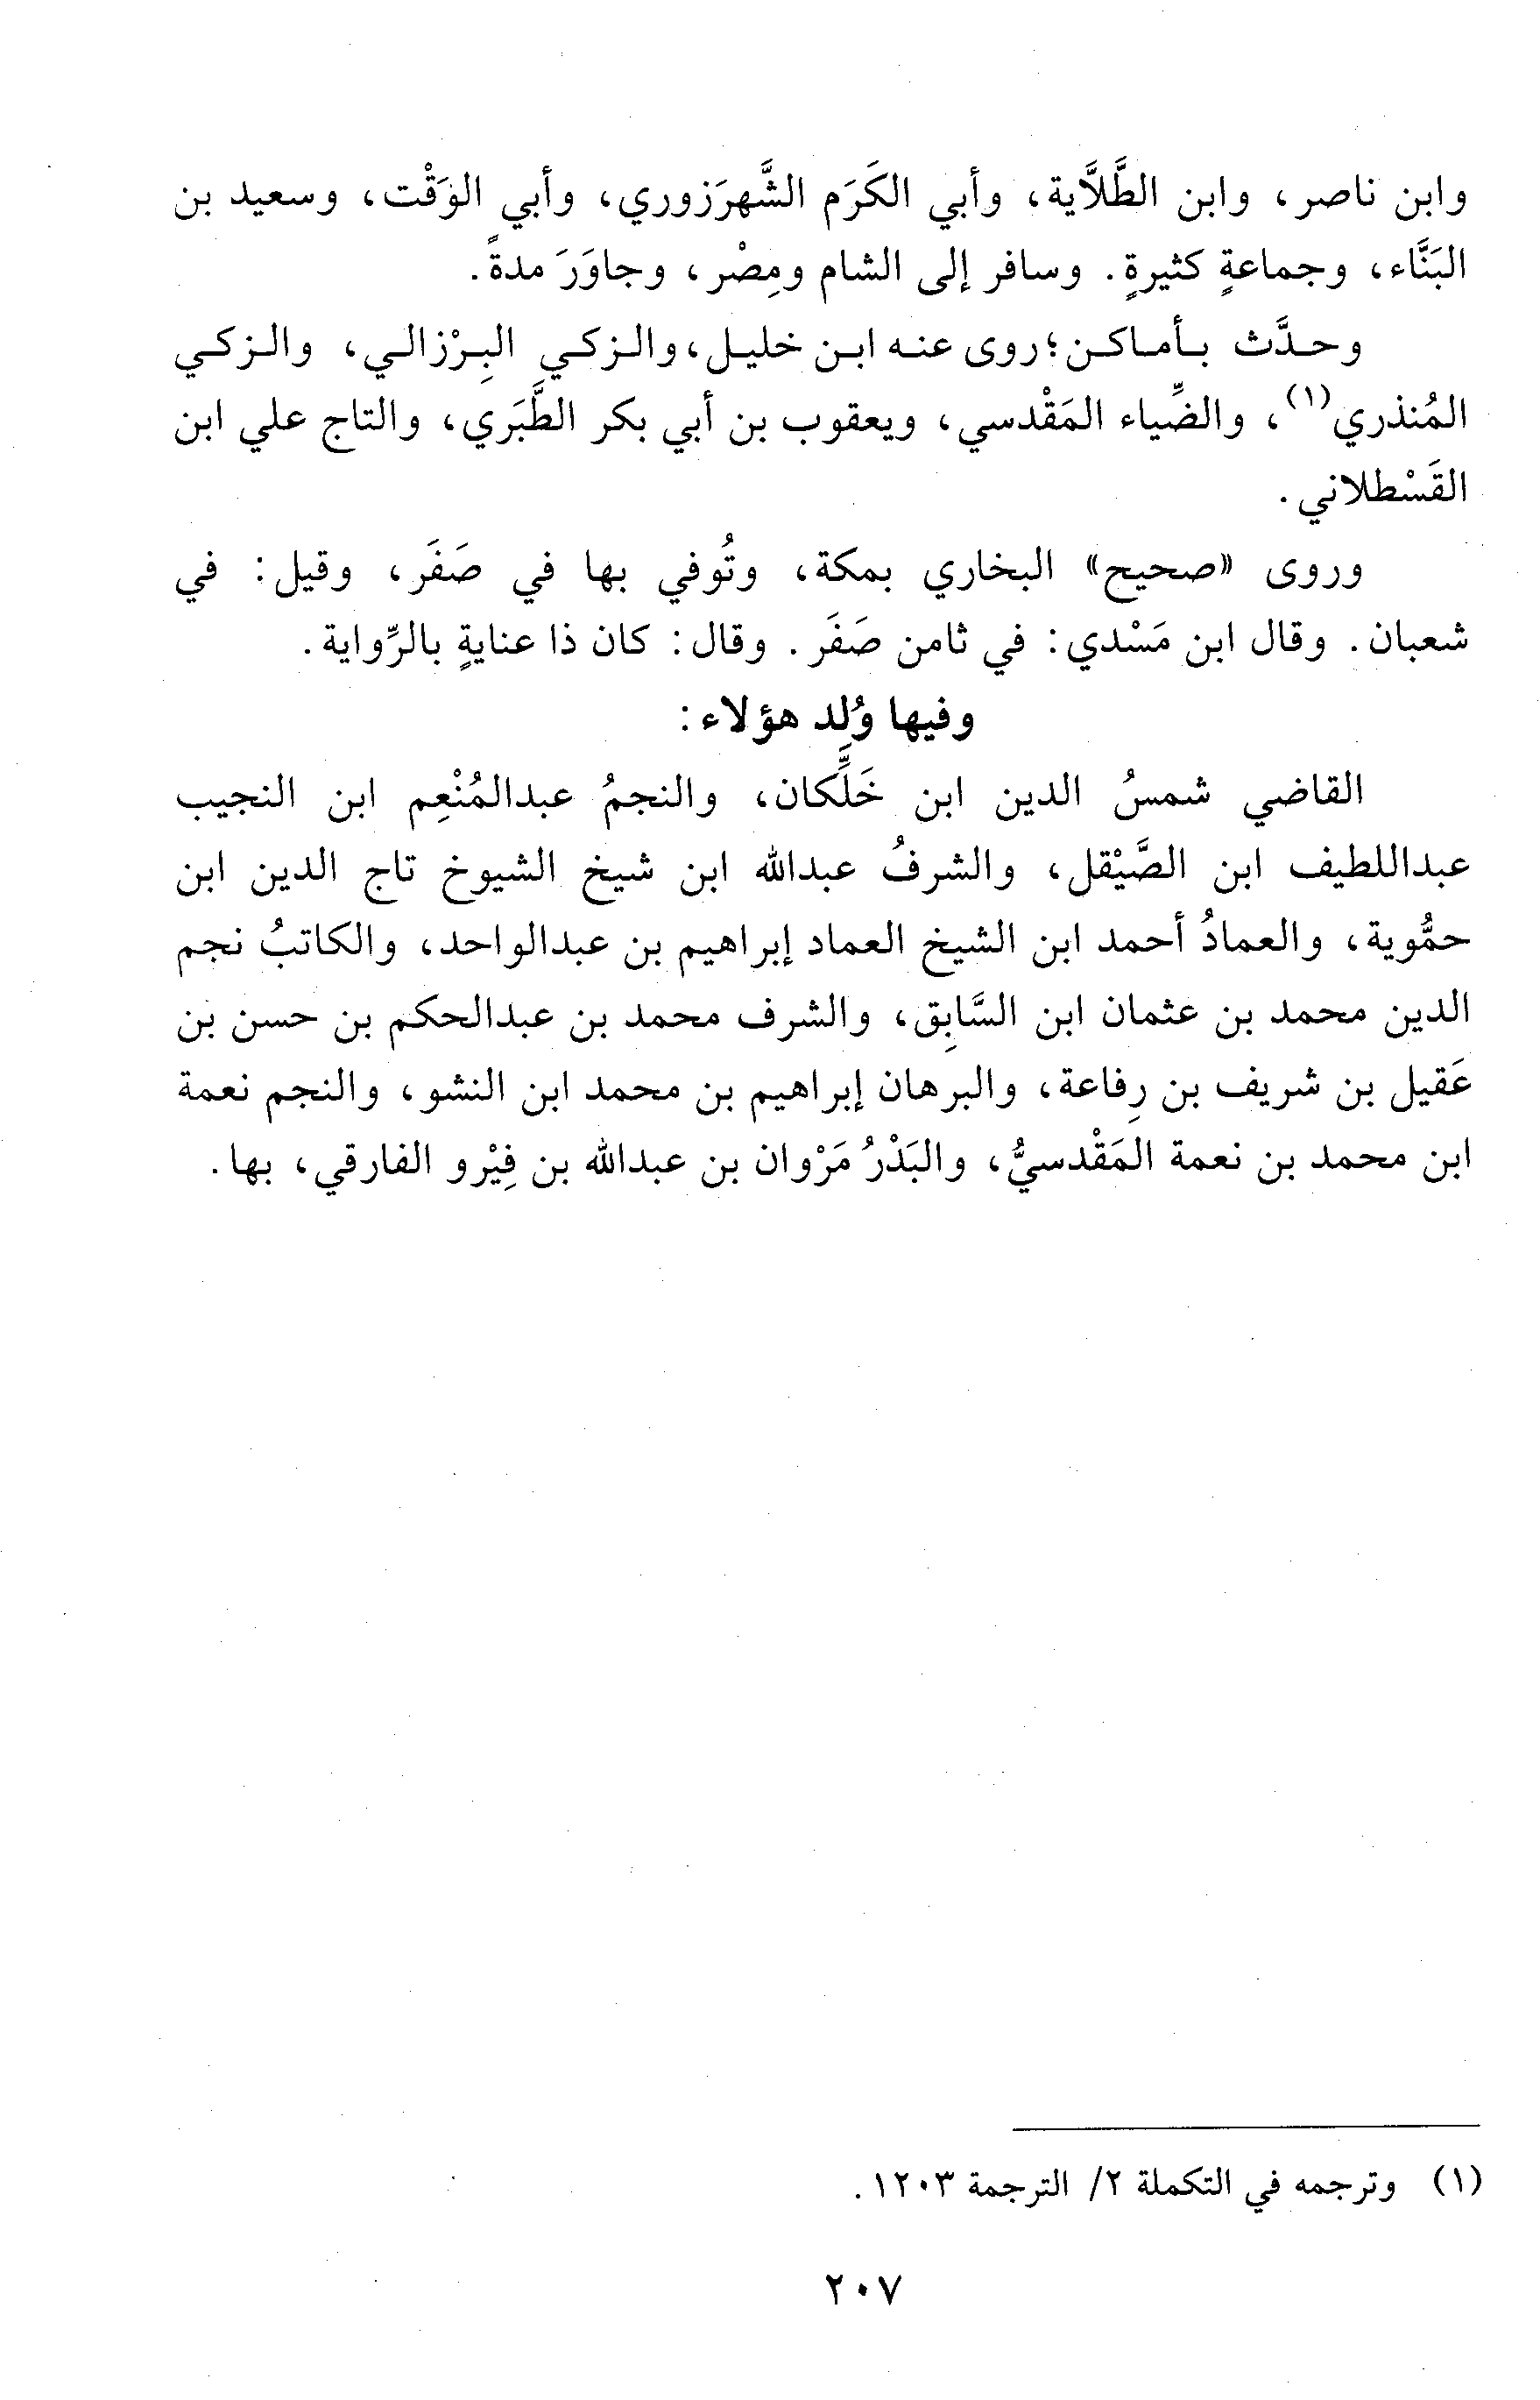 وابن ناصر، وابن الطَّلاَّية، وأبي الكَرَم الشَّهرَزوري، وأبي الوَقْت، وسعيد بن
البَنَّاء، وجماعةٍ كثيرةٍ. وسافر إلى الشام ومِصْر، وجاوَرَ مدةً.
وحدَّث بأماكن؛ روى عنه ابن خليل، والزكي البِرْزالي، والزكي
المُنذري(١)، والضِّياء المَقْدسي، ويعقوب بن أبي بكر الطَّبَري، والتاج علي ابن
القَسْطلاني.
وروى «صحيح» البخاري بمكة، وتُوفي بها في صَفَر، وقيل: في
شعبان. وقال ابن مَسْدي: في ثامن صَفَر. وقال: كان ذا عنايةٍ بالرِّواية.
وفيها وُلِد هؤلاء:
القاضي شمسُ الدين ابن خَلِّكان، والنجمُ عبدالمُنْعِم ابن النجيب
عبداللطيف ابن الصَّيْقل، والشرفُ عبدالله ابن شيخ الشيوخ تاج الدين ابن
حمُّوية، والعمادُ أحمد ابن الشيخ العماد إبراهيم بن عبدالواحد، والكاتبُ نجم
الدين محمد بن عثمان ابن السَّابِق، والشرف محمد بن عبدالحكم بن حسن بن
عَقيل بن شريف بن رِفاعة، والبرهان إبراهيم بن محمد ابن النشو، والنجم نعمة
ابن محمد بن نعمة المَقْدسيُّ، والبَدْرُ مَرْوان بن عبدالله بن فِيْرو الفارقي، بها.
(١) وترجمه في التكملة ٢/ الترجمة ١٢٠٣.
٢٠٧